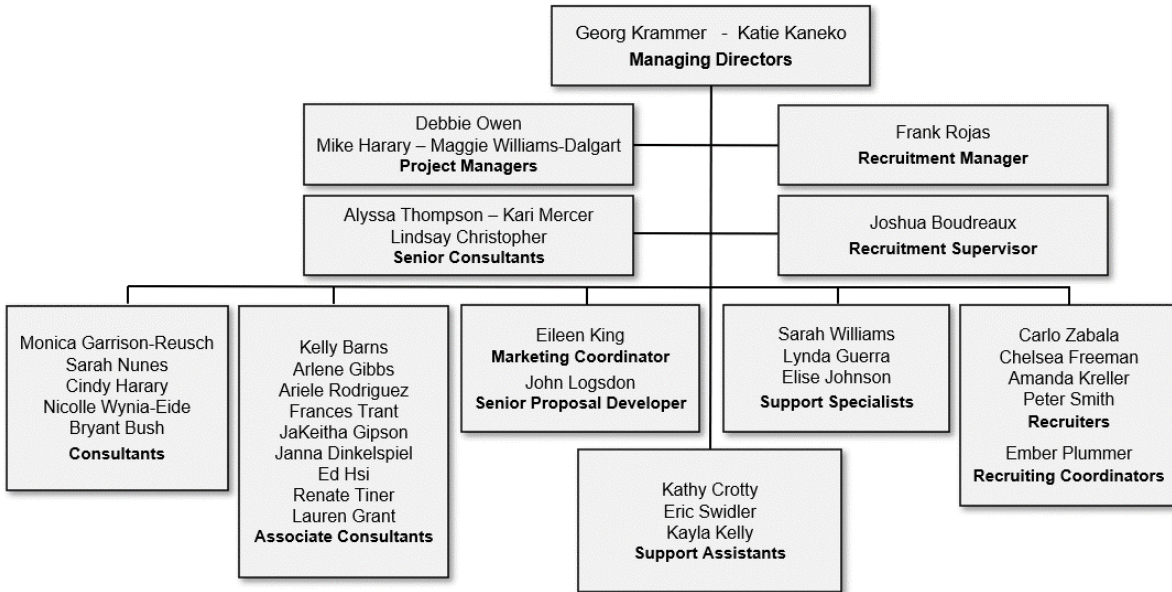 Georg Krammer - Katie Kaneko
Managing Directors
Debbie Owen
Mike Harary – Maggie Williams-Dalgart
Project Managers
Frank Rojas
Recruitment Manager
Alyssa Thompson – Kari Mercer
Lindsay Christopher
Senior Consultants
Joshua Boudreaux
Recruitment Supervisor
Monica Garrison-Reusch
Sarah Nunes
Cindy Harary
Nicolle Wynia-Eide
Bryant Bush
Consultants
Kelly Barns
Arlene Gibbs
Ariele Rodriguez
Frances Trant
JaKeitha Gipson
Janna Dinkelspiel
Ed Hsi
Renate Tiner
Lauren Grant
Associate Consultants
Eileen King
Marketing Coordinator
John Logsdon
Senior Proposal Developer
Sarah Williams
Lynda Guerra
Elise Johnson
Support Specialists
Carlo Zabala
Chelsea Freeman
Amanda Kreller
Peter Smith
Recruiters
Ember Plummer
Recruiting Coordinators
Kathy Crotty
Eric Swidler
Kayla Kelly
Support Assistants